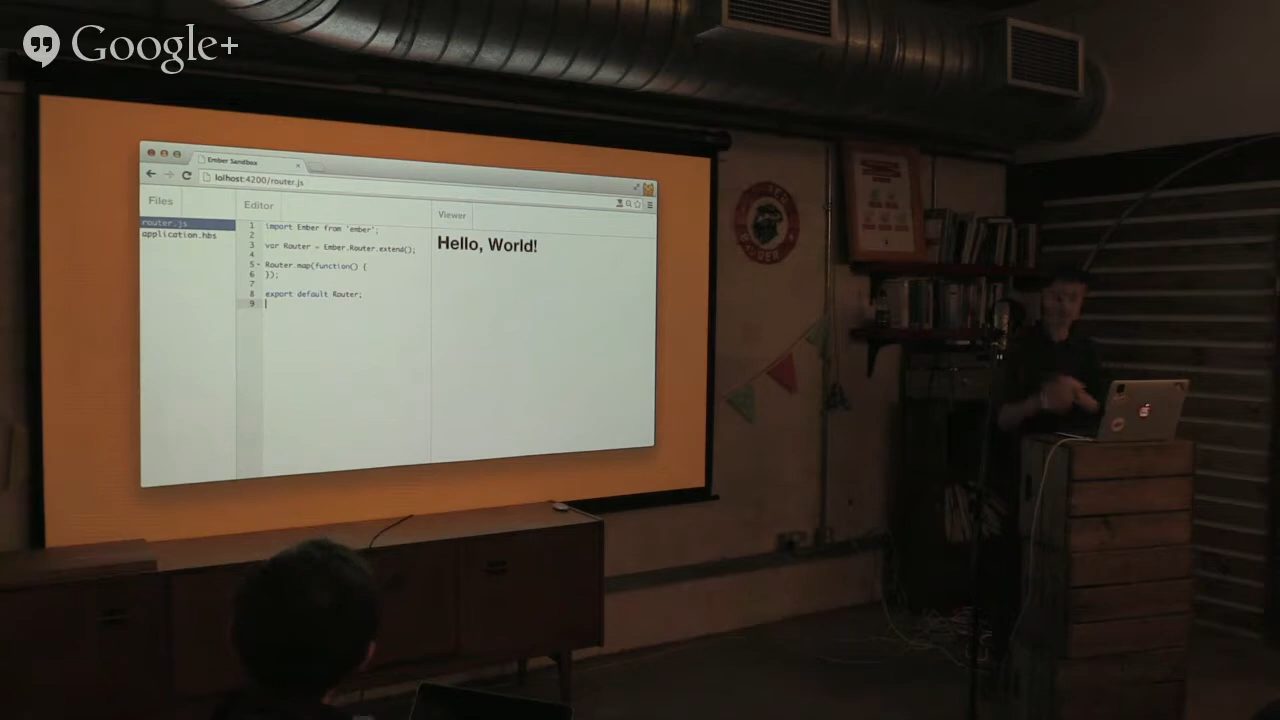 Google+
Ember Sandbox
lolhost:4200/router.js
Files
Editor
Viewer
router.js
application.hbs
1 import Ember from 'ember';
2
3 var Router = Ember.Router.extend();
4
5 Router.map(function() {
6 });
7
8 export default Router;
9
Hello, World!